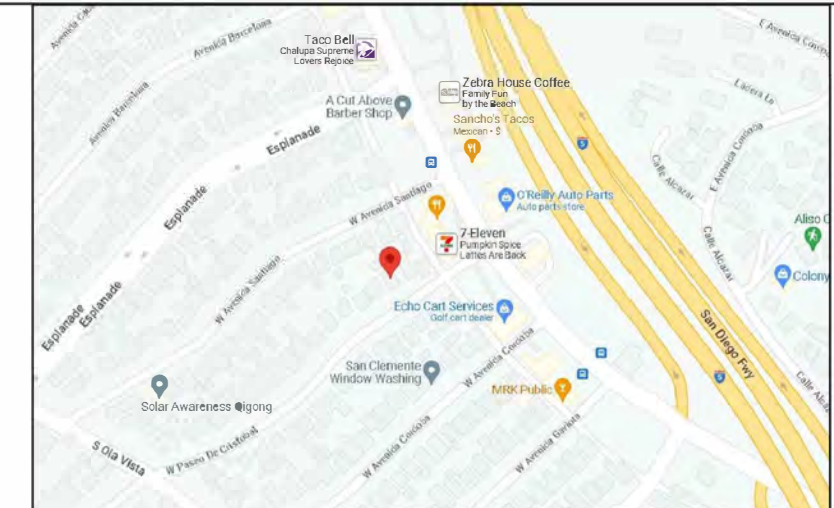 Avenida Barcelona
E Avenida Cordoba
Taco Bell
Chalupa Supreme
Lovers Rejoice
Avenida Barcelona
Ladera Ln
Zebra House Coffee
Family Fun
by the Beach
A Cut Above
Barber Shop
Sancho's Tacos
Mexican • $
Esplanade
5
E Avenida Cordoba
Calle Alcazar
W Avenida Santiago
O'Reilly Auto Parts
Auto parts store
Esplanade
7-Eleven
Pumpkin Spice
Lattes Are Back
Aliso
Calle Alcazar
Colony
W Avenida Santiago
Esplanade
Esplanade
Echo Cart Services
Golf cart dealer
San Diego Fwy
San Clemente
Window Washing
W Avenida Cordoba
5
MRK Public
Solar Awareness Qigong
W Avenida Cordoba
W Avenida Gaviota
S Ola Vista
W Paseo De Cristobal